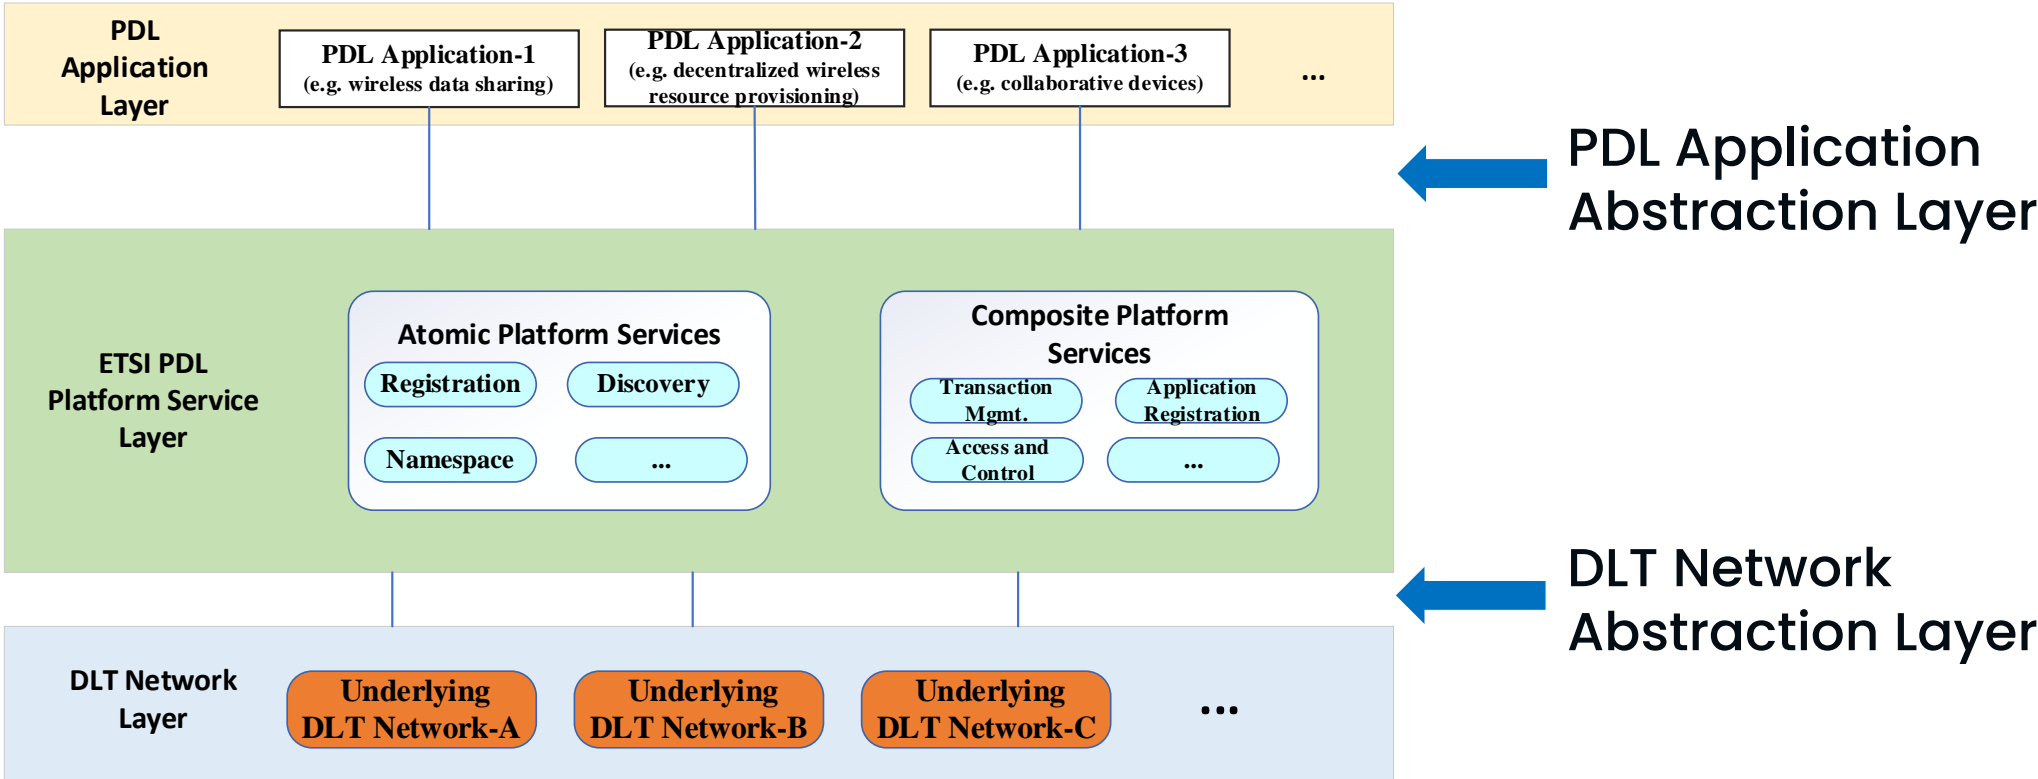 PDL
Application
Layer
PDL Application-1
(e.g. wireless data sharing)
PDL Application-2
(e.g. decentralized wireless
resource provisioning)
PDL Application-3
(e.g. collaborative devices)
...
PDL Application
Abstraction Layer
ETSI PDL
Platform Service
Layer
Atomic Platform Services
Registration
Discovery
Namespace
...
Composite Platform
Services
Transaction
Mgmt.
Application
Registration
Access and
Control
...
DLT Network
Abstraction Layer
DLT Network
Layer
Underlying
DLT Network-A
Underlying
DLT Network-B
Underlying
DLT Network-C
...